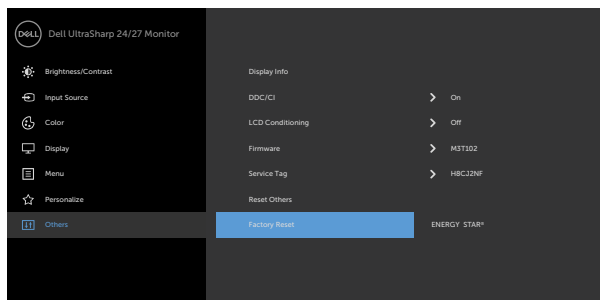 DELL Dell UltraSharp 24/27 Monitor
Brightness/Contrast Display Info
Input Source DDC/CI On
Color LCD Conditioning Off
Display Firmware M3T102
Menu Service Tag H8CJ2NF
Personalize Reset Others
Others Factory Reset ENERGY STAR®